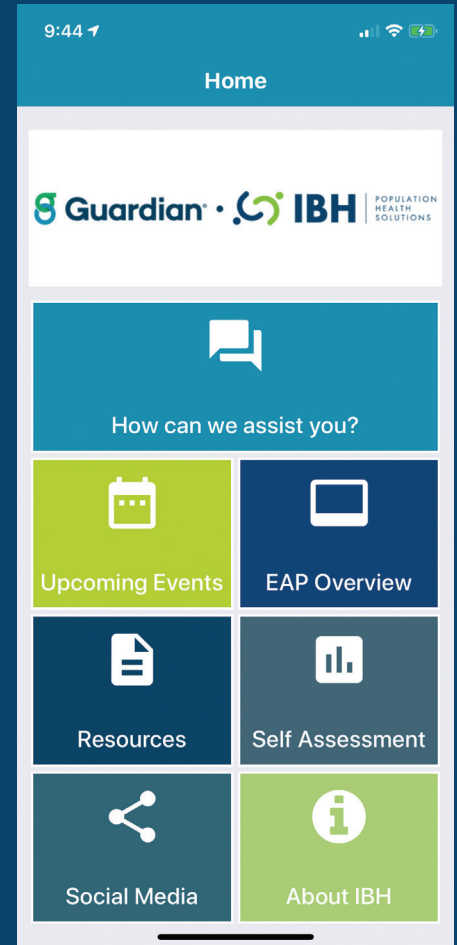 9:44
Home
Guardian® · IBH POPULATION
HEALTH
SOLUTIONS
How can we assist you?
Upcoming Events
EAP Overview
Resources
Self Assessment
Social Media
About IBH